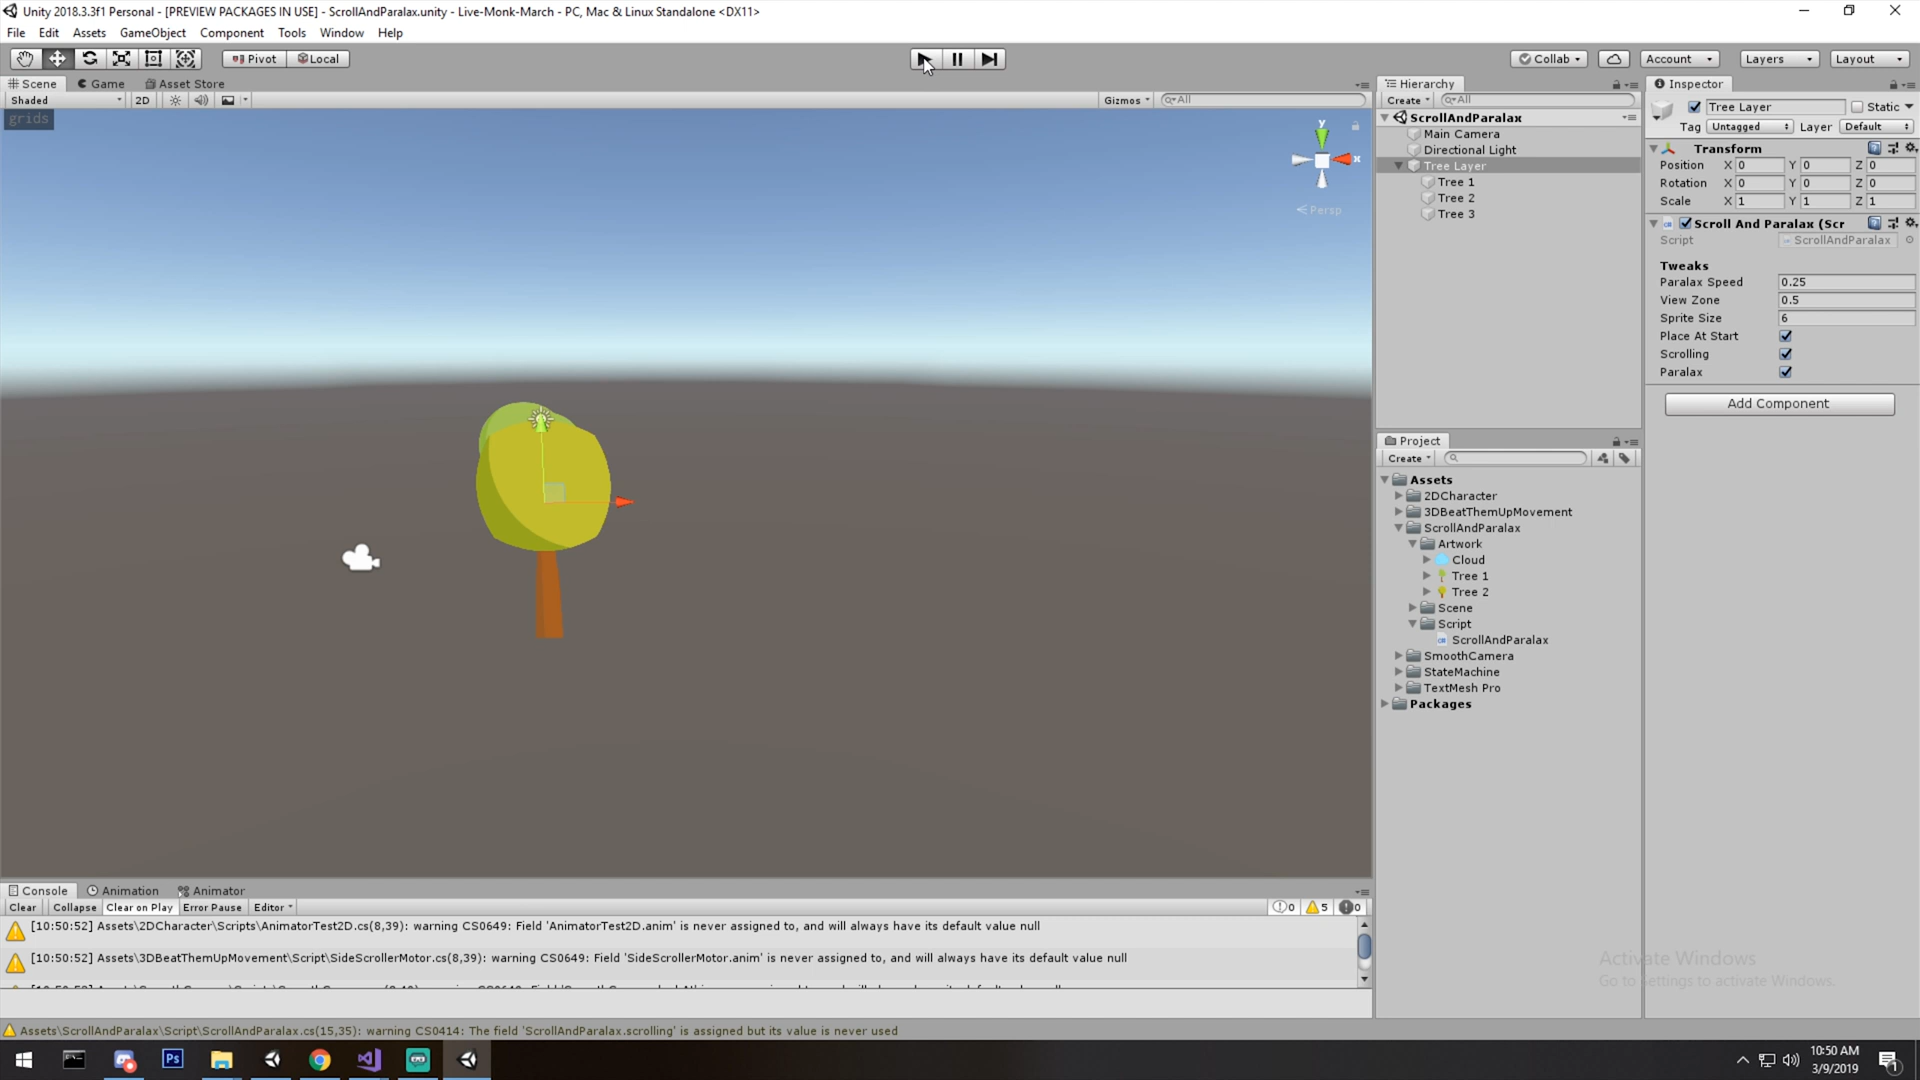 Unity 2018.3.3f1 Personal - [PREVIEW PACKAGES IN USE] - ScrollAndParalax.unity - Live-Monk-March - PC, Mac & Linux Standalone <DX11>
File Edit Assets GameObject Component Tools Window Help
Pivot Local Collab Account Layers Layout
Scene Game Asset Store
Shaded 2D Gizmos All
grids
y
x
Persp
Hierarchy
Create All
ScrollAndParalax
Main Camera
Directional Light
Tree Layer
Tree 1
Tree 2
Tree 3
Project
Create
Assets
2DCharacter
3DBeatThemUpMovement
ScrollAndParalax
Artwork
Cloud
Tree 1
Tree 2
Scene
Script
ScrollAndParalax
SmoothCamera
StateMachine
TextMesh Pro
Packages
Inspector
Tree Layer Static
Tag Untagged Layer Default
Transform
Position X 0 Y 0 Z 0
Rotation X 0 Y 0 Z 0
Scale X 1 Y 1 Z 1
Scroll And Paralax (Scr
Script ScrollAndParalax
Tweaks
Paralax Speed 0.25
View Zone 0.5
Sprite Size 6
Place At Start
Scrolling
Paralax
Add Component
Console Animation Animator
Clear Collapse Clear on Play Error Pause Editor 0 5 0
[10:50:52] Assets\2DCharacter\Scripts\AnimatorTest2D.cs(8,39): warning CS0649: Field 'AnimatorTest2D.anim' is never assigned to, and will always have its default value null
[10:50:52] Assets\3DBeatThemUpMovement\Script\SideScrollerMotor.cs(8,39): warning CS0649: Field 'SideScrollerMotor.anim' is never assigned to, and will always have its default value null
Activate Windows
Go to Settings to activate Windows.
Assets\ScrollAndParalax\Script\ScrollAndParalax.cs(15,35): warning CS0414: The field 'ScrollAndParalax.scrolling' is assigned but its value is never used
Ps
10:50 AM
3/9/2019
1